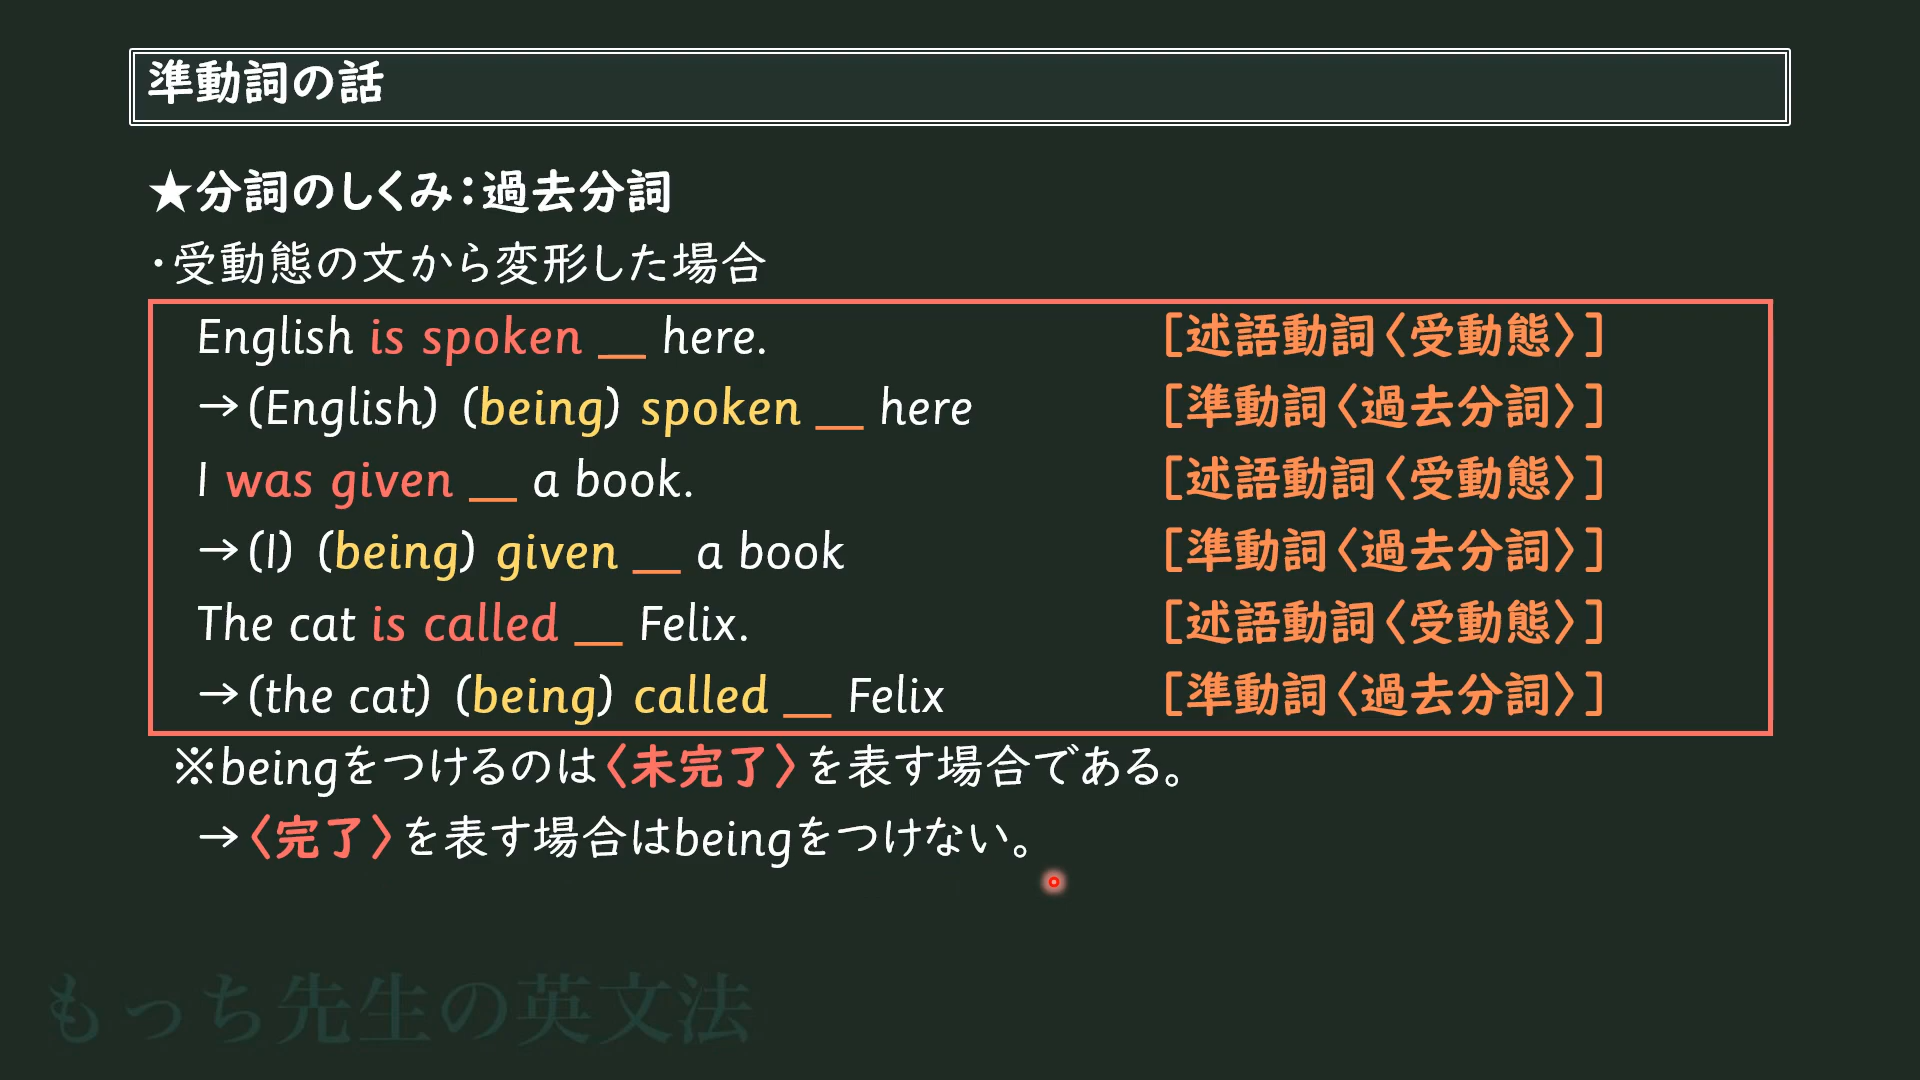 準動詞の話
★分詞のしくみ：過去分詞
・受動態の文から変形した場合
English is spoken __ here. [述語動詞〈受動態〉]
→(English) (being) spoken __ here [準動詞〈過去分詞〉]
I was given __ a book. [述語動詞〈受動態〉]
→(I) (being) given __ a book [準動詞〈過去分詞〉]
The cat is called __ Felix. [述語動詞〈受動態〉]
→(the cat) (being) called __ Felix [準動詞〈過去分詞〉]
※beingをつけるのは〈未完了〉を表す場合である。
→〈完了〉を表す場合はbeingをつけない。
もっち先生の英文法